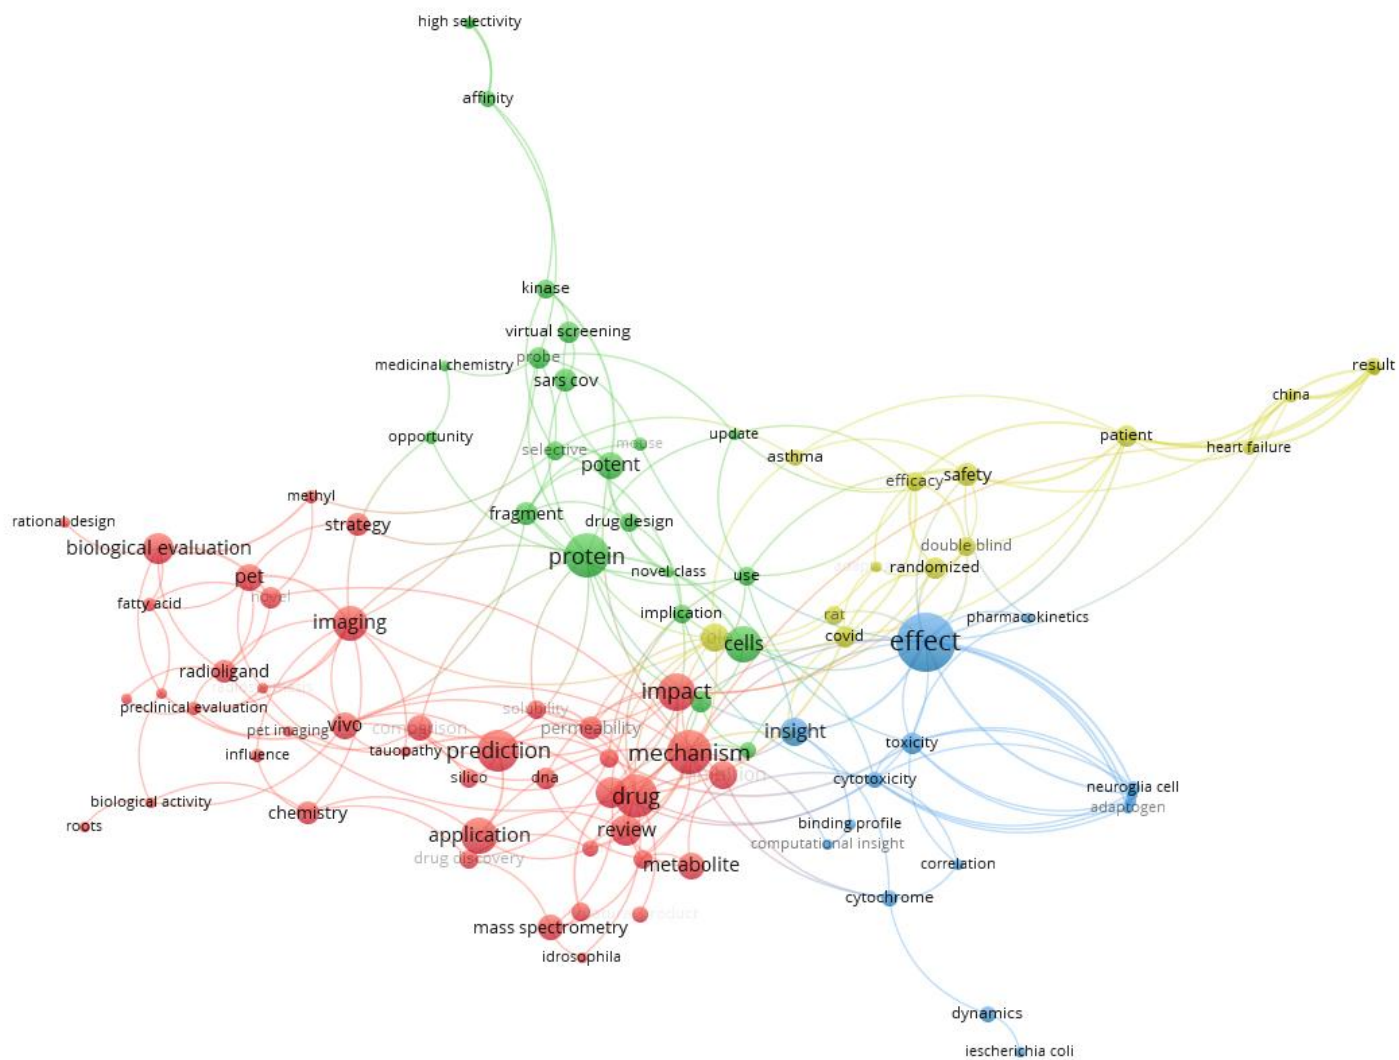 high selectivity
affinity
kinase
virtual screening
probe
medicinal chemistry
sars cov
result
china
opportunity
update
patient
mouse
selective
heart failure
asthma
potent
safety
efficacy
methyl
fragment
rational design
strategy
drug design
biological evaluation
double blind
protein
randomized
novel class
pet
use
novel
fatty acid
implication
rat
imaging
covid
pharmacokinetics
cells
effect
radioligand
impact
preclinical evaluation
solubility
vivo
comparison
permeability
pet imaging
insight
toxicity
tauopathy
prediction
mechanism
influence
silico
dna
cytotoxicity
neuroglia cell
drug
biological activity
adaptogen
chemistry
roots
application
review
binding profile
computational insight
drug discovery
metabolite
correlation
cytochrome
mass spectrometry
idrosophila
dynamics
iescherichia coli